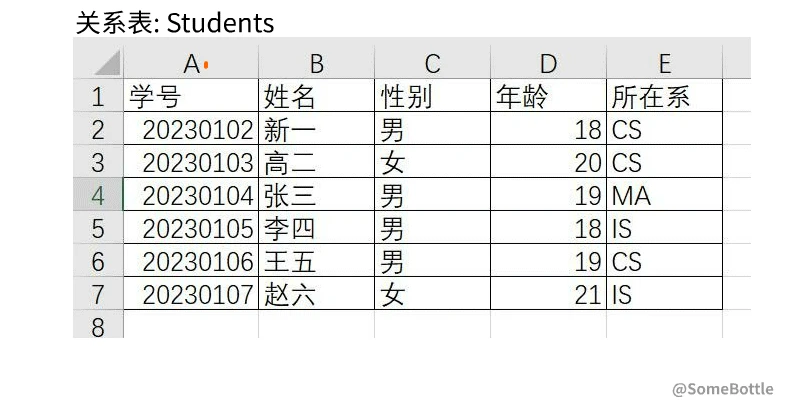 关系表: Students
A B C D E
1 学号 姓名 性别 年龄 所在系
2 20230102 新一 男 18 CS
3 20230103 高二 女 20 CS
4 20230104 张三 男 19 MA
5 20230105 李四 男 18 IS
6 20230106 王五 男 19 CS
7 20230107 赵六 女 21 IS
8
@SomeBottle